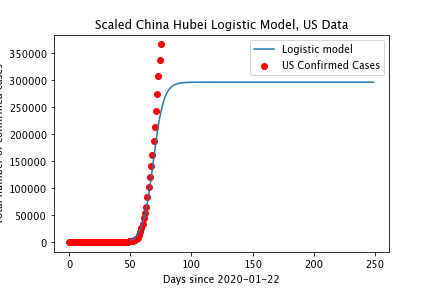 Scaled China Hubei Logistic Model, US Data
Logistic model
US Confirmed Cases
350000
300000
250000
200000
150000
100000
50000
0
0 50 100 150 200 250
Days since 2020-01-22